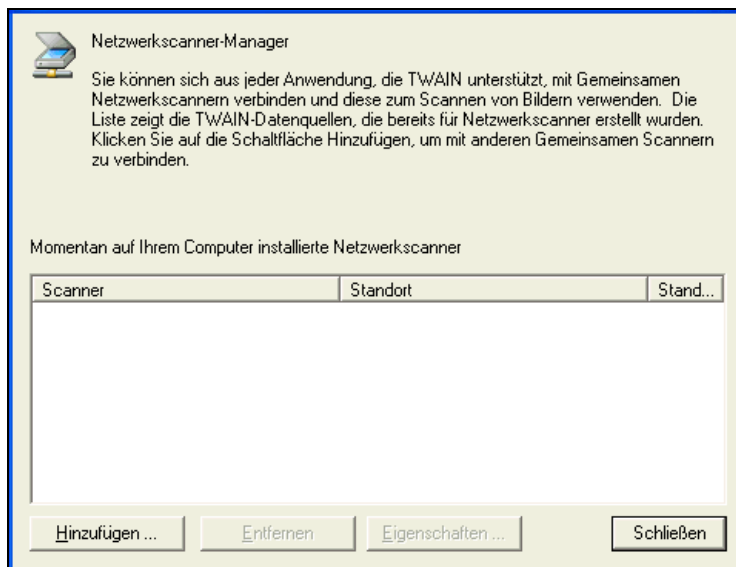 Netzwerkscanner-Manager
Sie können sich aus jeder Anwendung, die TWAIN unterstützt, mit Gemeinsamen
Netzwerkscannern verbinden und diese zum Scannen von Bildern verwenden. Die
Liste zeigt die TWAIN-Datenquellen, die bereits für Netzwerkscanner erstellt wurden.
Klicken Sie auf die Schaltfläche Hinzufügen, um mit anderen Gemeinsamen Scannern
zu verbinden.
Momentan auf Ihrem Computer installierte Netzwerkscanner
Scanner Standort Stand...
Hinzufügen ... Entfernen Eigenschaften ... Schließen